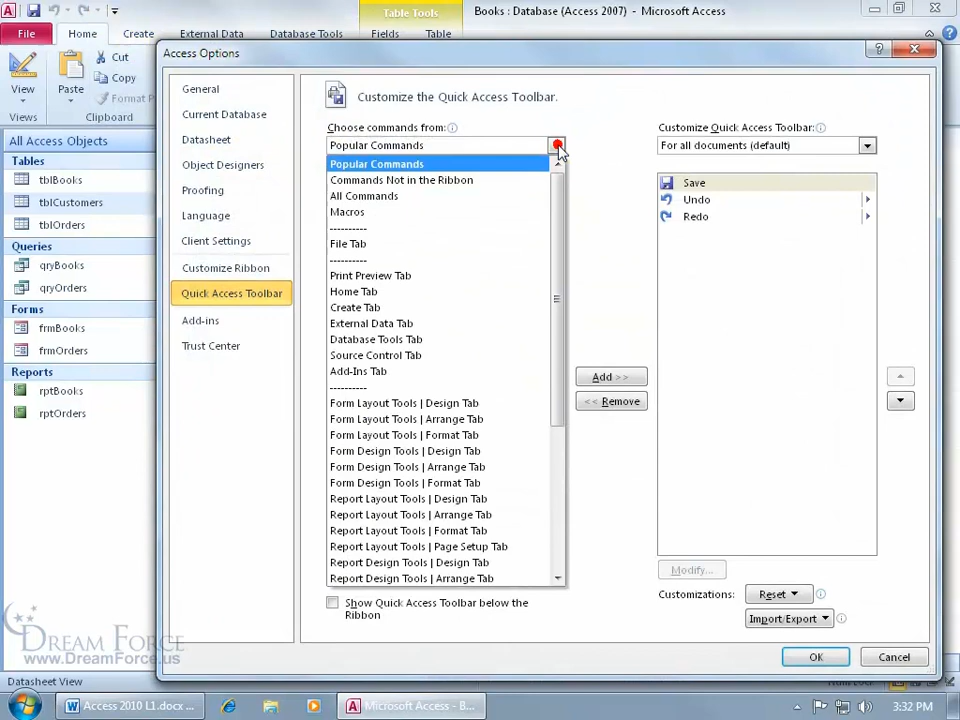 Table Tools
Books : Database (Access 2007) - Microsoft Access
File
Home
Create
External Data
Database Tools
Fields
Table
View
Views
Paste
Cut
Copy
Format P
Clipboard
All Access Objects
Tables
tblBooks
tblCustomers
tblOrders
Queries
qryBooks
qryOrders
Forms
frmBooks
frmOrders
Reports
rptBooks
rptOrders
Access Options
General
Current Database
Datasheet
Object Designers
Proofing
Language
Client Settings
Customize Ribbon
Quick Access Toolbar
Add-ins
Trust Center
Customize the Quick Access Toolbar.
Choose commands from:
Popular Commands
Popular Commands
Commands Not in the Ribbon
All Commands
Macros
----------
File Tab
----------
Print Preview Tab
Home Tab
Create Tab
External Data Tab
Database Tools Tab
Source Control Tab
Add-Ins Tab
----------
Form Layout Tools | Design Tab
Form Layout Tools | Arrange Tab
Form Layout Tools | Format Tab
Form Design Tools | Design Tab
Form Design Tools | Arrange Tab
Form Design Tools | Format Tab
Report Layout Tools | Design Tab
Report Layout Tools | Arrange Tab
Report Layout Tools | Format Tab
Report Layout Tools | Page Setup Tab
Report Design Tools | Design Tab
Report Design Tools | Arrange Tab
Show Quick Access Toolbar below the
Ribbon
Add >>
<< Remove
Customize Quick Access Toolbar:
For all documents (default)
Save
Undo
Redo
Modify...
Customizations:
Reset
Import/Export
OK
Cancel
DREAM FORCE
www.DreamForce.us
Datasheet View
Num Lock
Access 2010 L1.docx ...
Microsoft Access - B...
3:32 PM